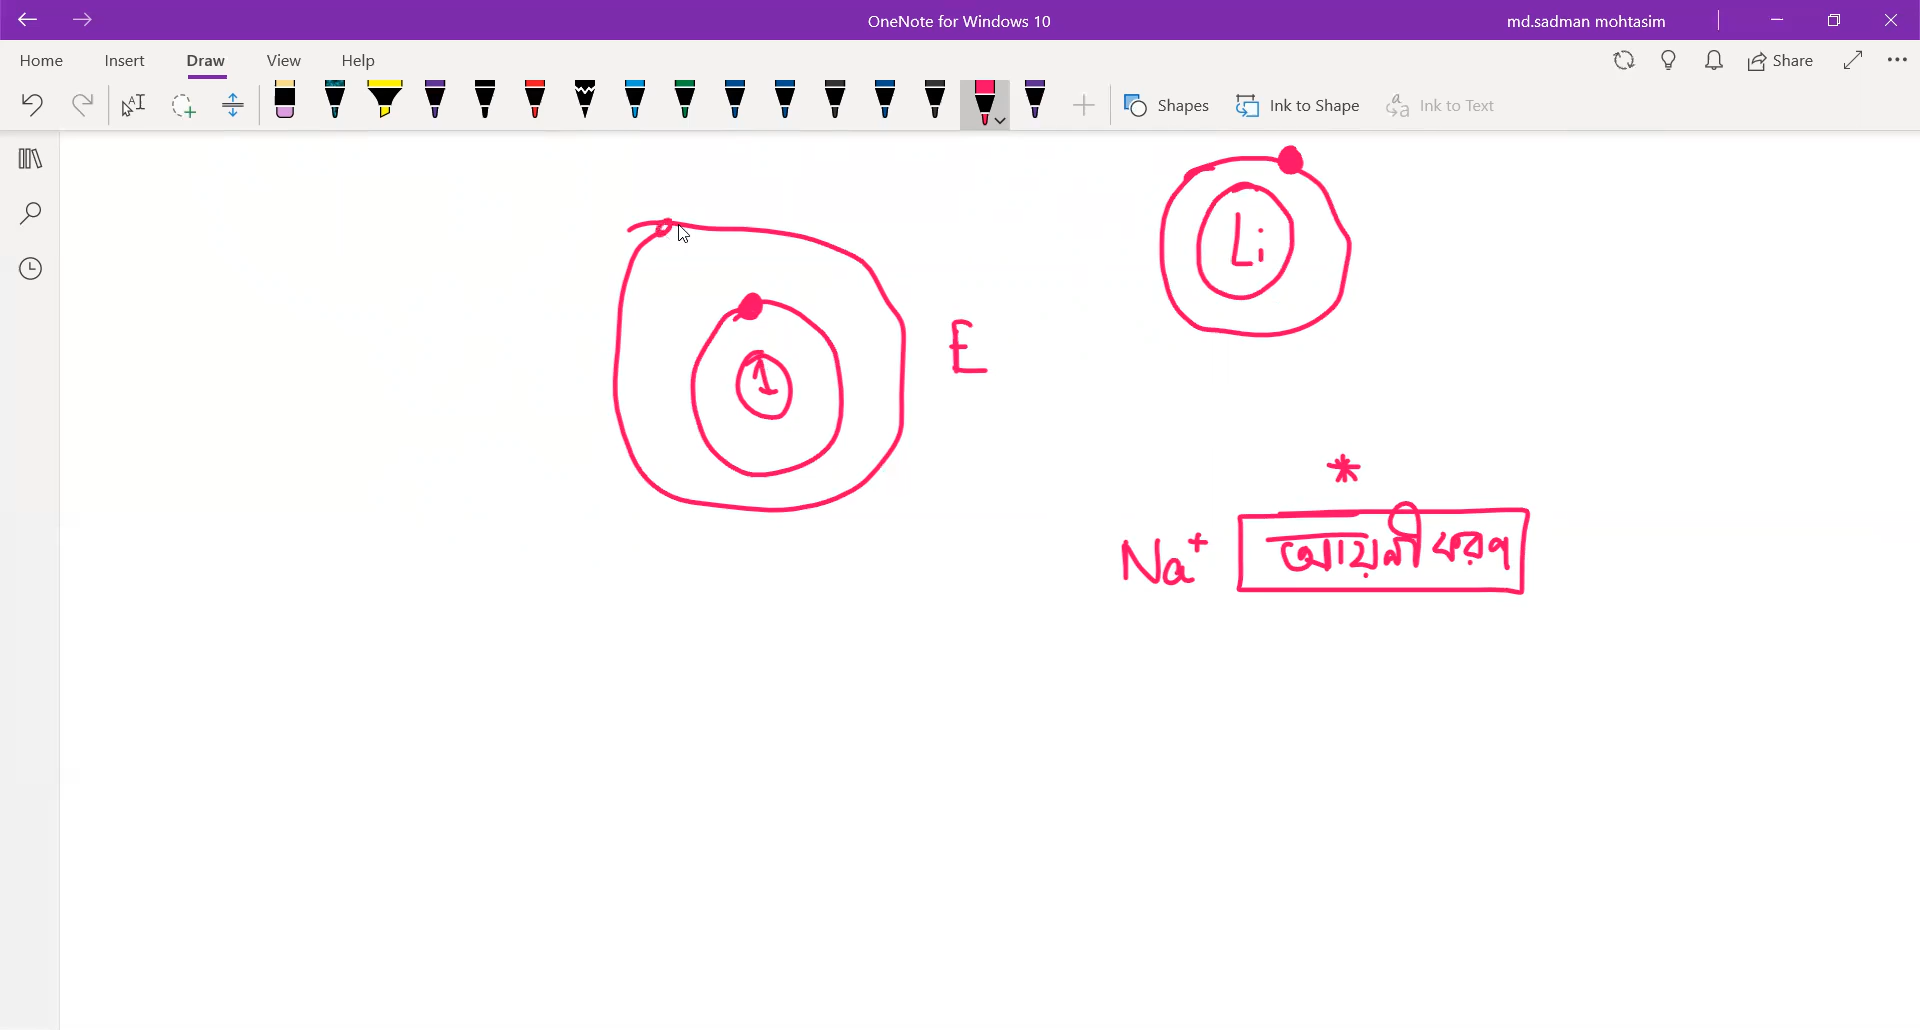 OneNote for Windows 10
md.sadman mohtasim
Home Insert Draw View Help
Share
Shapes Ink to Shape Ink to Text
Li
1
E
*
Na+ আয়নীকরণ